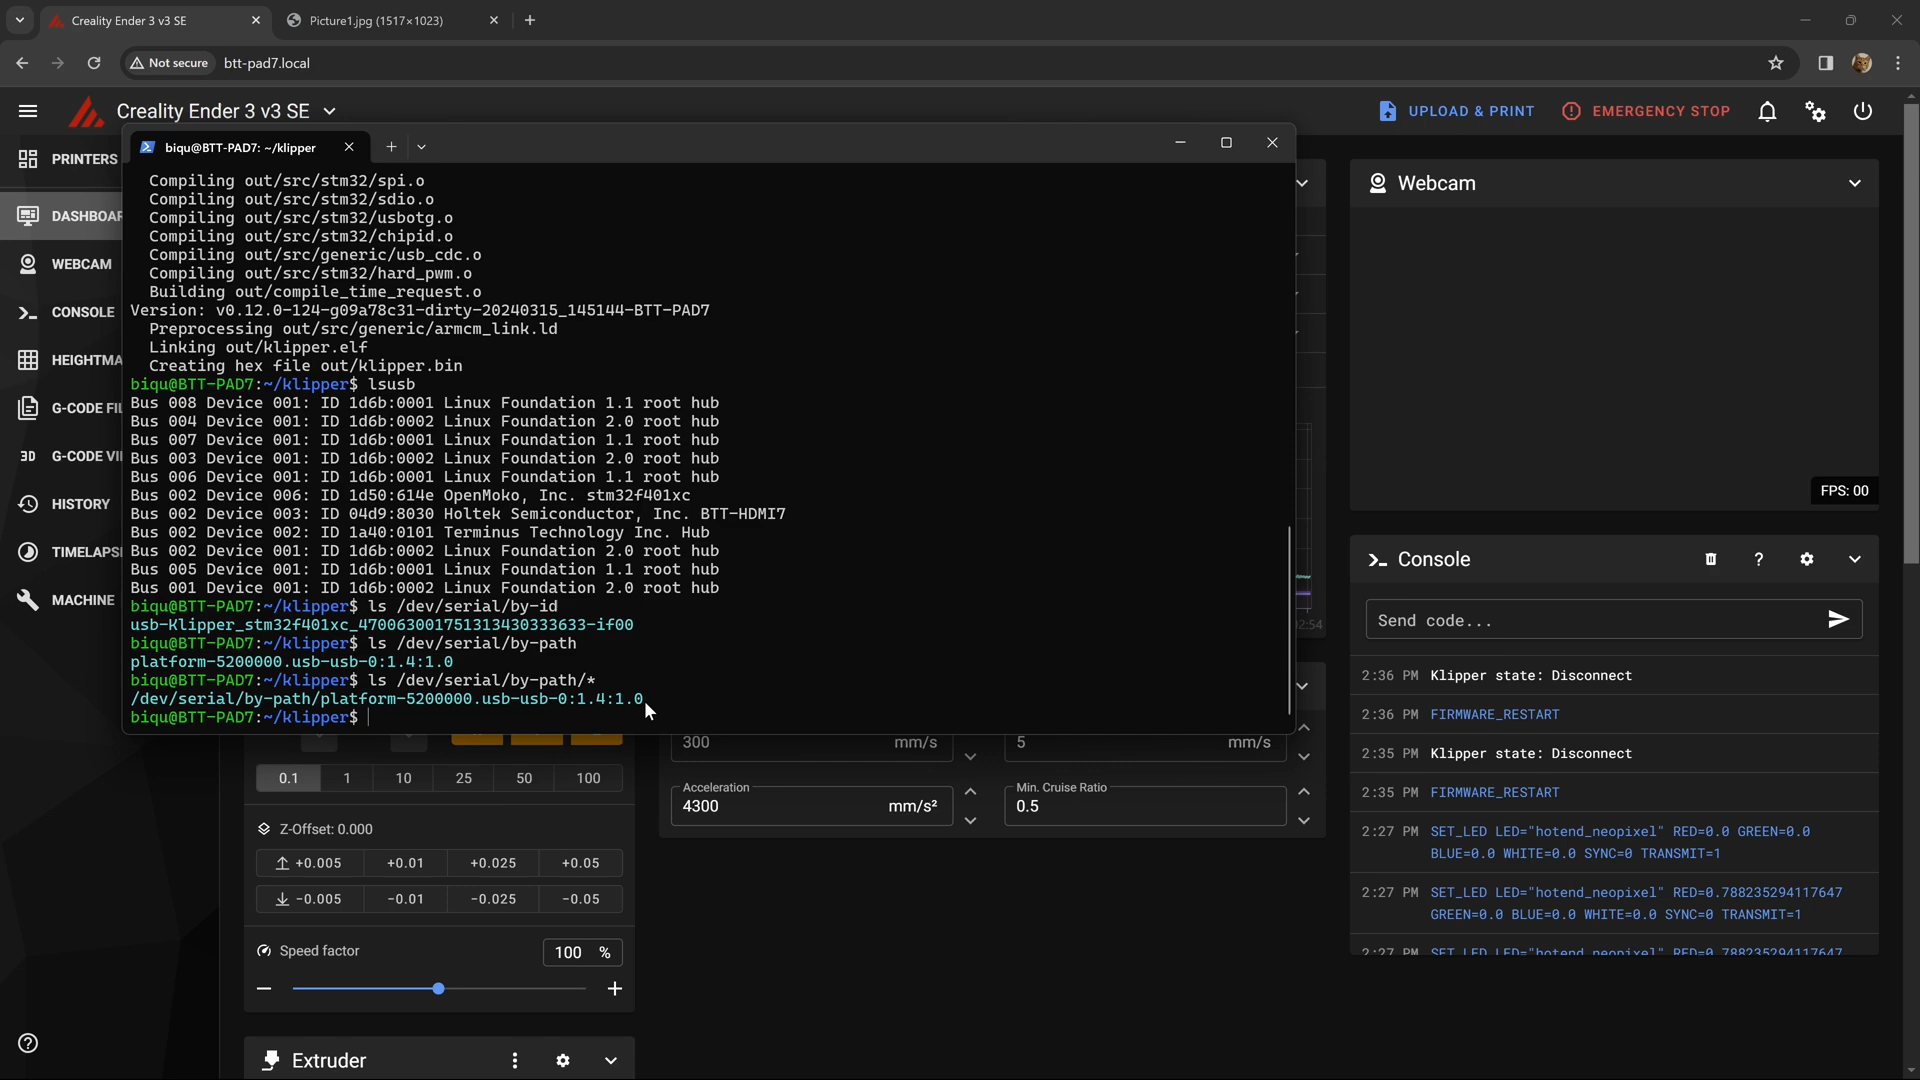 Creality Ender 3 v3 SE
Picture1.jpg (1517×1023)
Not secure
btt-pad7.local
Creality Ender 3 v3 SE
UPLOAD & PRINT
EMERGENCY STOP
PRINTERS
DASHBOAR
WEBCAM
CONSOLE
HEIGHTMA
G-CODE FIL
3D G-CODE VI
HISTORY
TIMELAPS
MACHINE
biqu@BTT-PAD7: ~/klipper
Compiling out/src/stm32/spi.o
Compiling out/src/stm32/sdio.o
Compiling out/src/stm32/usbotg.o
Compiling out/src/stm32/chipid.o
Compiling out/src/generic/usb_cdc.o
Compiling out/src/stm32/hard_pwm.o
Building out/compile_time_request.o
Version: v0.12.0-124-g09a78c31-dirty-20240315_145144-BTT-PAD7
Preprocessing out/src/generic/armcm_link.ld
Linking out/klipper.elf
Creating hex file out/klipper.bin
biqu@BTT-PAD7:~/klipper$ lsusb
Bus 008 Device 001: ID 1d6b:0001 Linux Foundation 1.1 root hub
Bus 004 Device 001: ID 1d6b:0002 Linux Foundation 2.0 root hub
Bus 007 Device 001: ID 1d6b:0001 Linux Foundation 1.1 root hub
Bus 003 Device 001: ID 1d6b:0002 Linux Foundation 2.0 root hub
Bus 006 Device 001: ID 1d6b:0001 Linux Foundation 1.1 root hub
Bus 002 Device 006: ID 1d50:614e OpenMoko, Inc. stm32f401xc
Bus 002 Device 003: ID 04d9:8030 Holtek Semiconductor, Inc. BTT-HDMI7
Bus 002 Device 002: ID 1a40:0101 Terminus Technology Inc. Hub
Bus 002 Device 001: ID 1d6b:0002 Linux Foundation 2.0 root hub
Bus 005 Device 001: ID 1d6b:0001 Linux Foundation 1.1 root hub
Bus 001 Device 001: ID 1d6b:0002 Linux Foundation 2.0 root hub
biqu@BTT-PAD7:~/klipper$ ls /dev/serial/by-id
usb-Klipper_stm32f401xc_470063001751313430333633-if00
biqu@BTT-PAD7:~/klipper$ ls /dev/serial/by-path
platform-5200000.usb-usb-0:1.4:1.0
biqu@BTT-PAD7:~/klipper$ ls /dev/serial/by-path/*
/dev/serial/by-path/platform-5200000.usb-usb-0:1.4:1.0
biqu@BTT-PAD7:~/klipper$
2:54
0.1 1 10 25 50 100
Z-Offset: 0.000
+0.005 +0.01 +0.025 +0.05
-0.005 -0.01 -0.025 -0.05
Speed factor
100 %
Extruder
300 mm/s
5 mm/s
Acceleration
4300 mm/s²
Min. Cruise Ratio
0.5
Webcam
FPS: 00
Console
Send code...
2:36 PM Klipper state: Disconnect
2:36 PM FIRMWARE_RESTART
2:35 PM Klipper state: Disconnect
2:35 PM FIRMWARE_RESTART
2:27 PM SET_LED LED="hotend_neopixel" RED=0.0 GREEN=0.0
BLUE=0.0 WHITE=0.0 SYNC=0 TRANSMIT=1
2:27 PM SET_LED LED="hotend_neopixel" RED=0.788235294117647
GREEN=0.0 BLUE=0.0 WHITE=0.0 SYNC=0 TRANSMIT=1
2:27 PM SET_LED LED="hotend_neopixel" RED=0.788235294117647